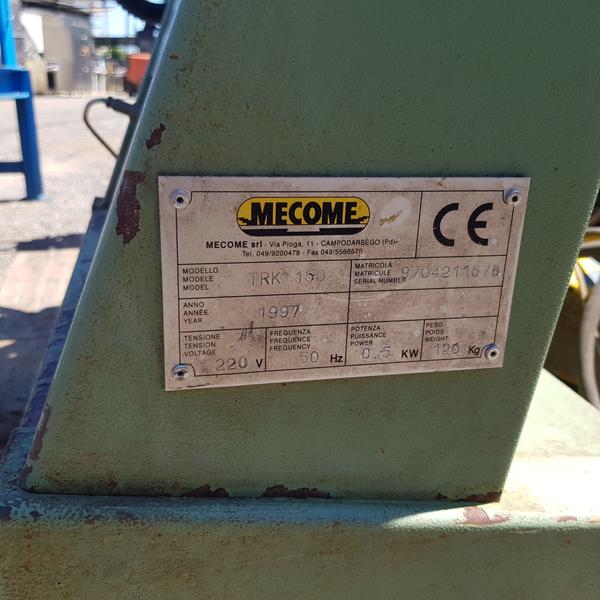 MECOME
CE
MECOME srl - Via Pioga, 11 - CAMPODARSEGO (Pd)
Tel. 049/9200478 - Fax 049/5566576
MODELLO
MODELE
MODEL
TRK 150
MATRICOLA
MATRICULE
SERIAL NUMBER
ANNO
ANNÉE
YEAR
1997
TENSIONE
TENSION
VOLTAGE
220 V
FREQUENZA
FREQUENCE
FREQUENCY
50 Hz
POTENZA
PUISSANCE
POWER
0.5 KW
PESO
POIDS
WEIGHT
120 Kg